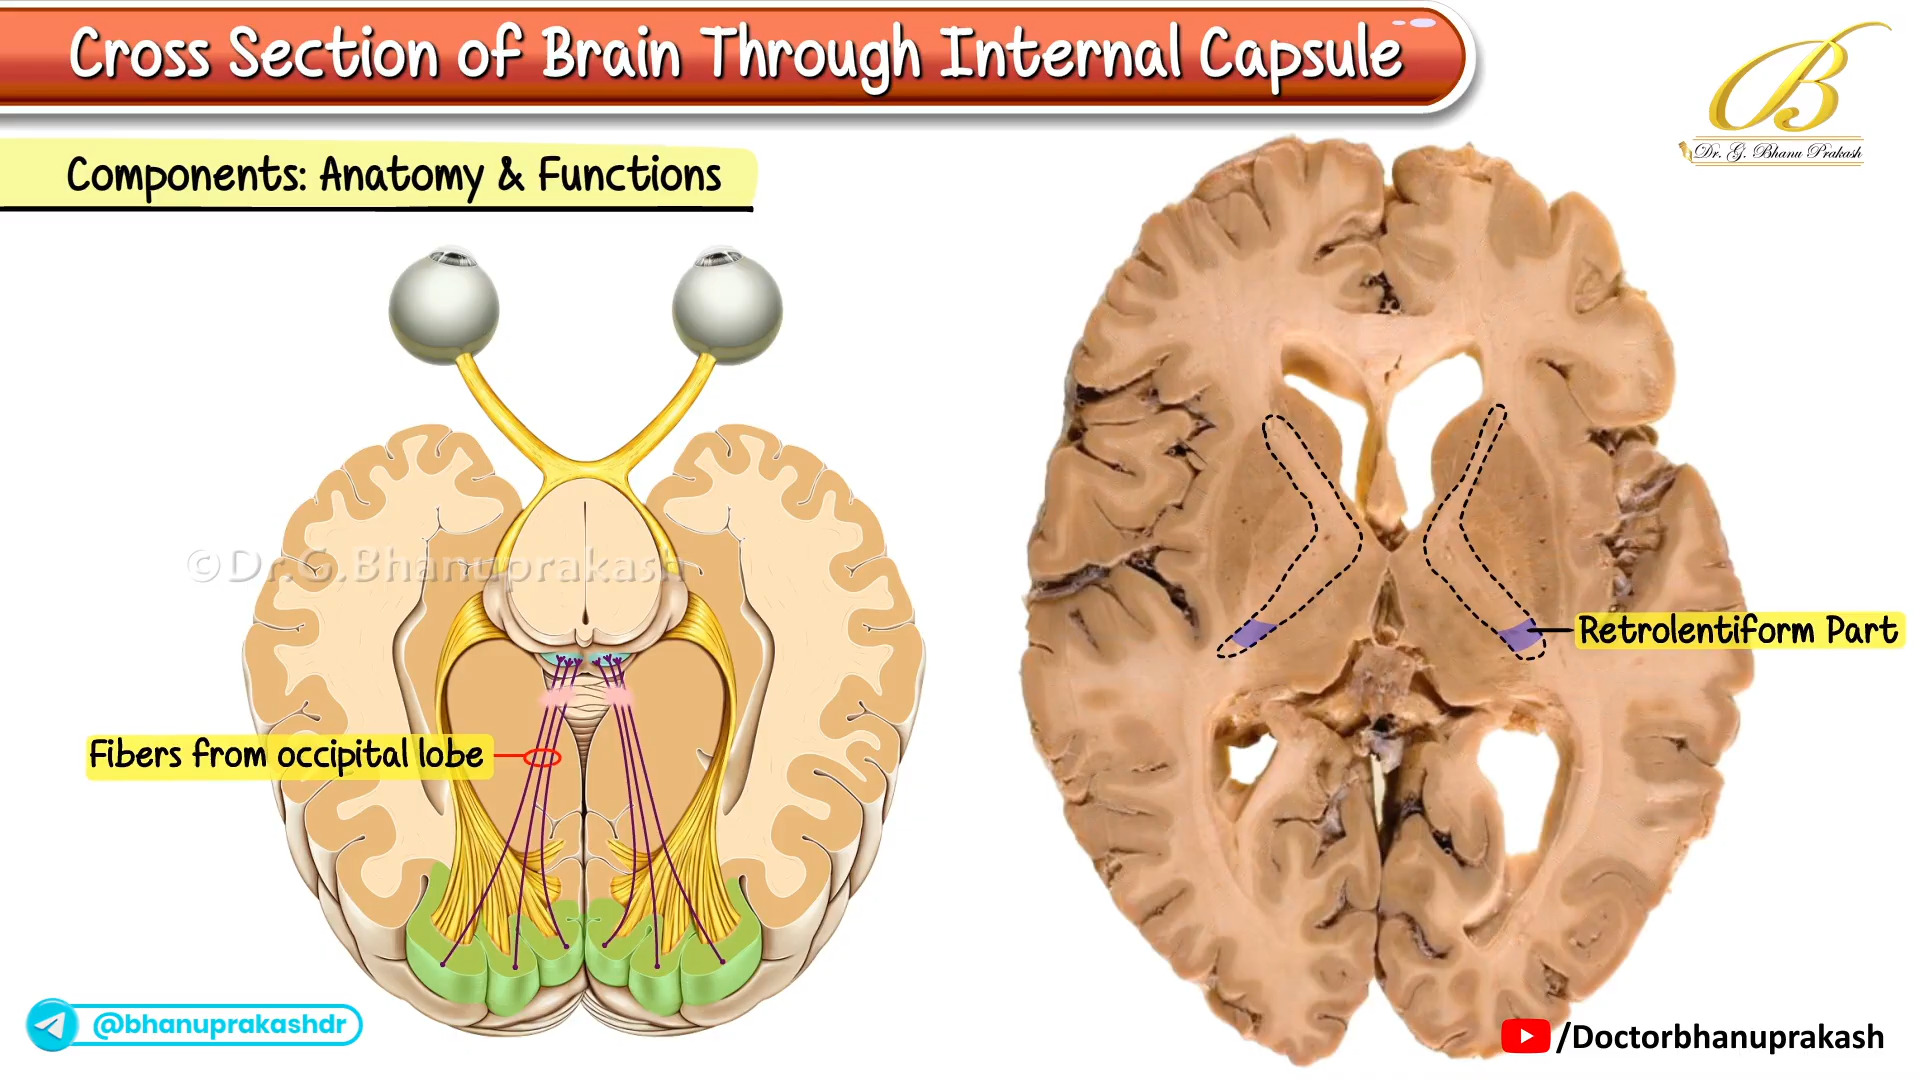 Cross Section of Brain Through Internal Capsule
Dr. G. Bhanu Prakash
Components: Anatomy & Functions
©Dr.G.Bhanuprakash
Retrolentiform Part
Fibers from occipital lobe
@bhanuprakashdr
/Doctorbhanuprakash